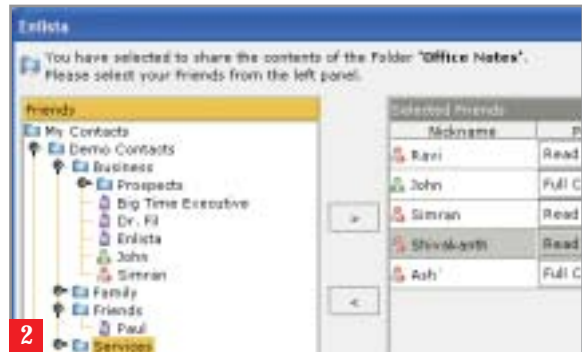 Enlista
You have selected to share the contents of the Folder "Office Notes".
Please select your friends from the left panel.
Friends
My Contacts
Demo Contacts
Business
Prospects
Big Time Executive
Dr. Fil
Enlista
John
Simran
Family
Friends
Paul
Services
>
<
Selected Friends
Nickname P
Ravi Read
John Full C
Simran Read
Shivakanth Read
Ash Full C
2